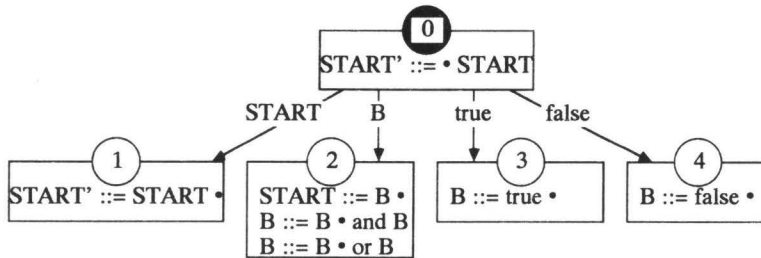 0
START' ::= • START
START B true false
1 2 3 4
START' ::= START • START ::= B • B ::= true • B ::= false •
B ::= B • and B
B ::= B • or B